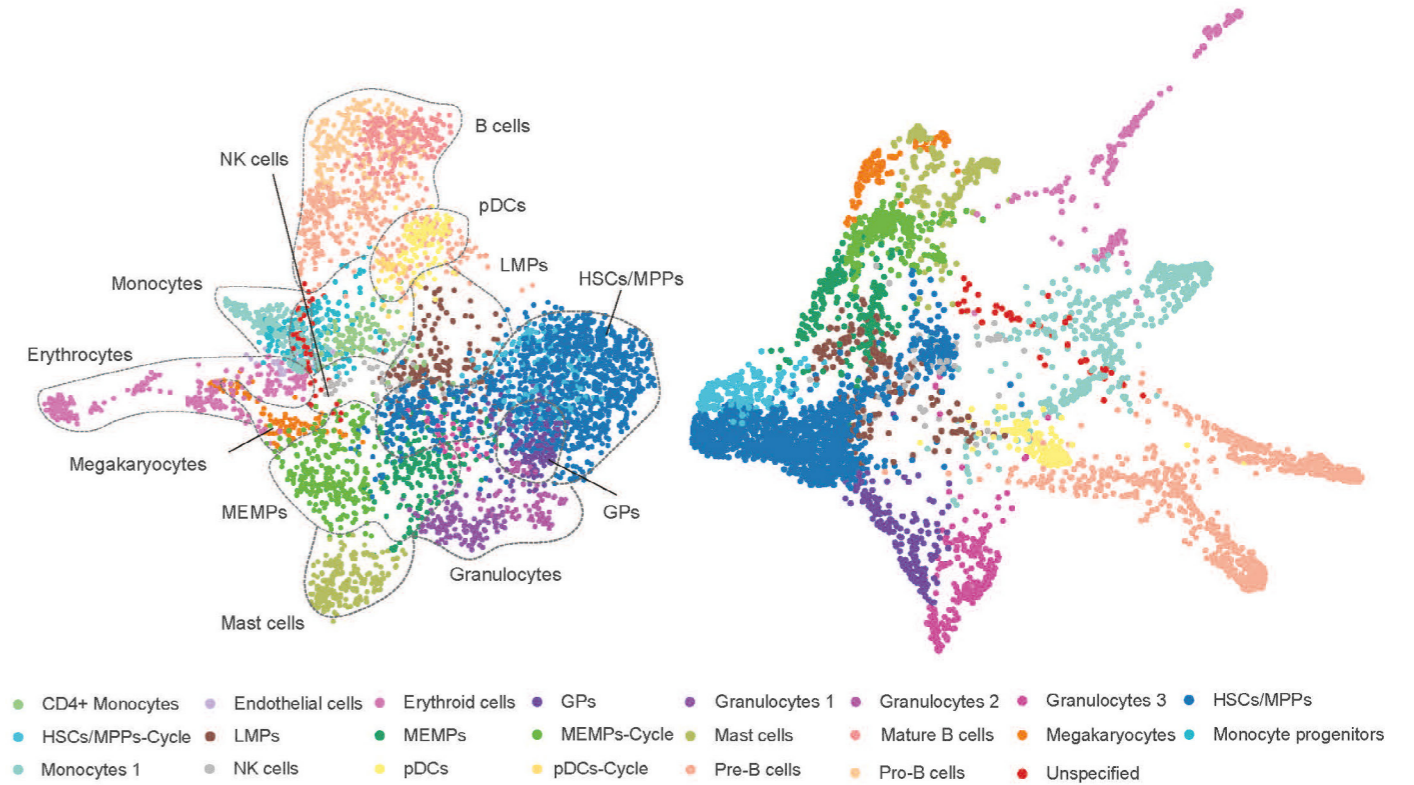 B cells
NK cells
pDCs
LMPs
HSCs/MPPs
Monocytes
Erythrocytes
Megakaryocytes
MEMPs
GPs
Granulocytes
Mast cells
CD4+ Monocytes Endothelial cells Erythroid cells GPs Granulocytes 1 Granulocytes 2 Granulocytes 3 HSCs/MPPs
HSCs/MPPs-Cycle LMPs MEMPs MEMPs-Cycle Mast cells Mature B cells Megakaryocytes Monocyte progenitors
Monocytes 1 NK cells pDCs pDCs-Cycle Pre-B cells Pro-B cells Unspecified